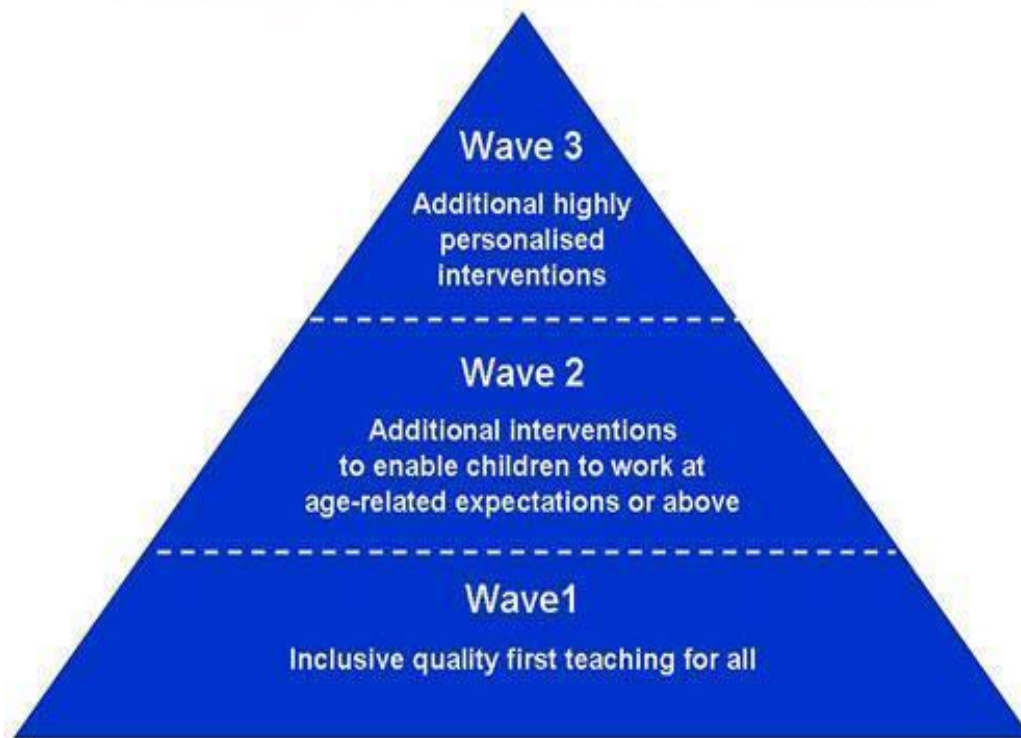 Wave 3
Additional highly
personalised
interventions
Wave 2
Additional interventions
to enable children to work at
age-related expectations or above
Wave1
Inclusive quality first teaching for all